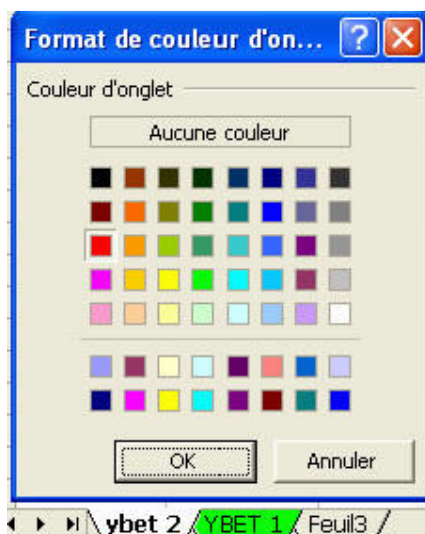 Format de couleur d'on...
Couleur d'onglet
Aucune couleur
OK Annuler
ybet 2 YBET 1 Feuil3